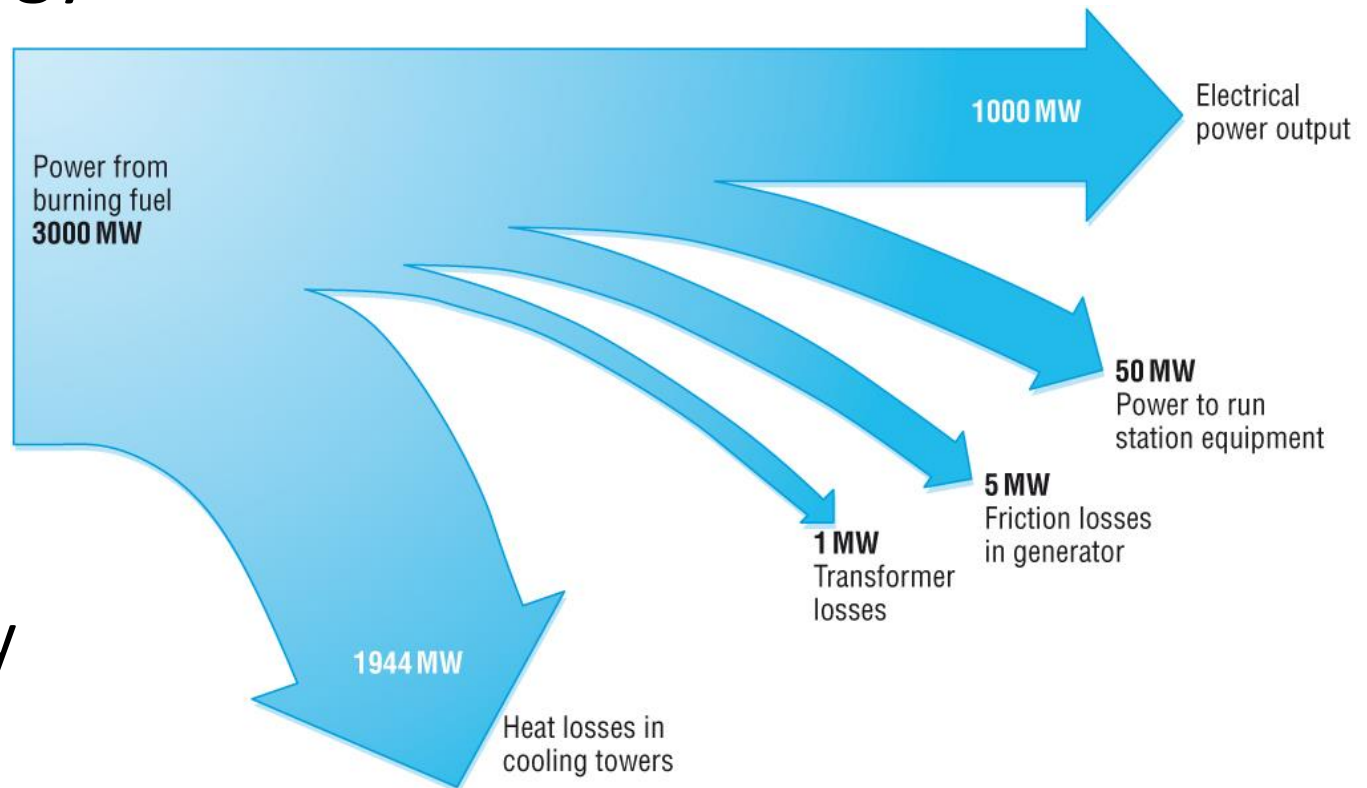 1000 MW
Electrical
power output
Power from
burning fuel
3000 MW
50 MW
Power to run
station equipment
5 MW
Friction losses
in generator
1 MW
Transformer
losses
1944 MW
Heat losses in
cooling towers